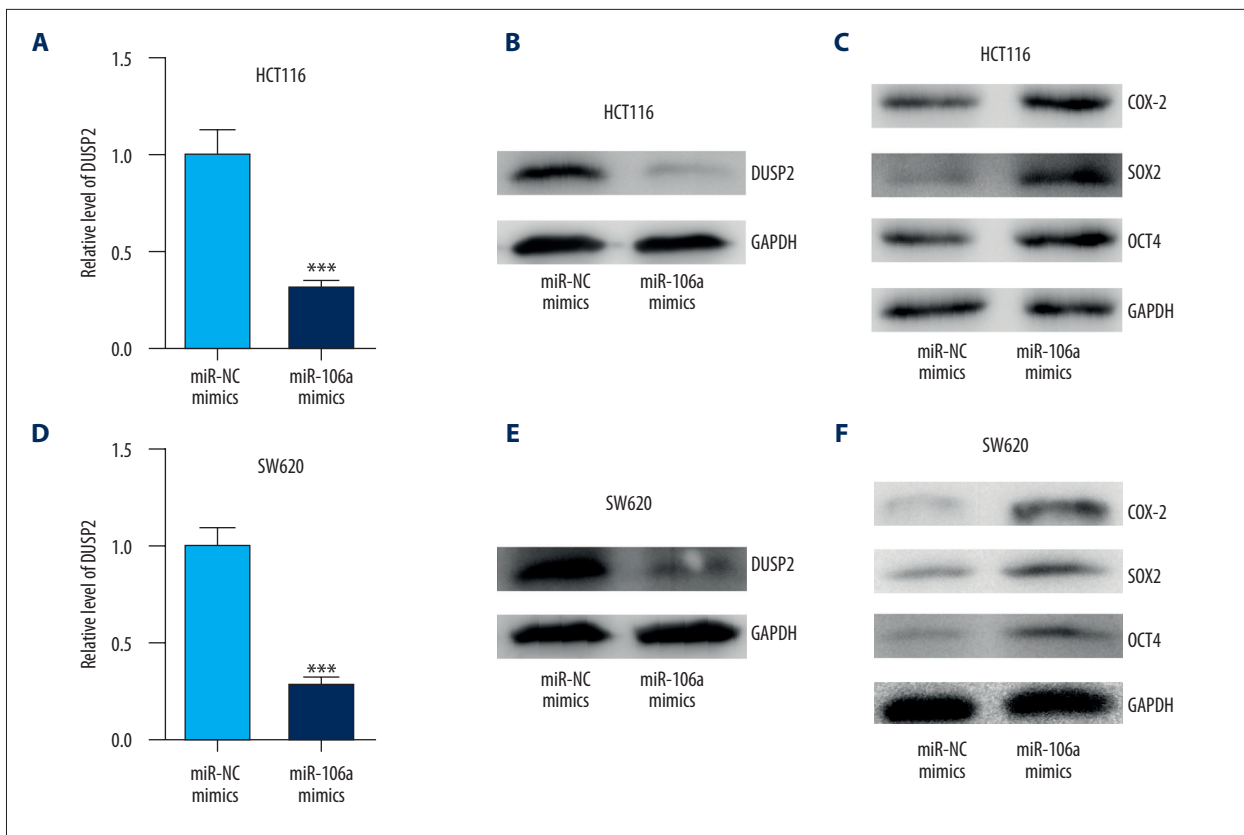 A
HCT116
Relative level of DUSP2
1.5
1.0
0.5
0.0
***
miR-NC
mimics
miR-106a
mimics
B
HCT116
DUSP2
GAPDH
miR-NC
mimics
miR-106a
mimics
C
HCT116
COX-2
SOX2
OCT4
GAPDH
miR-NC
mimics
miR-106a
mimics
D
SW620
Relative level of DUSP2
1.5
1.0
0.5
0.0
***
miR-NC
mimics
miR-106a
mimics
E
SW620
DUSP2
GAPDH
miR-NC
mimics
miR-106a
mimics
F
SW620
COX-2
SOX2
OCT4
GAPDH
miR-NC
mimics
miR-106a
mimics